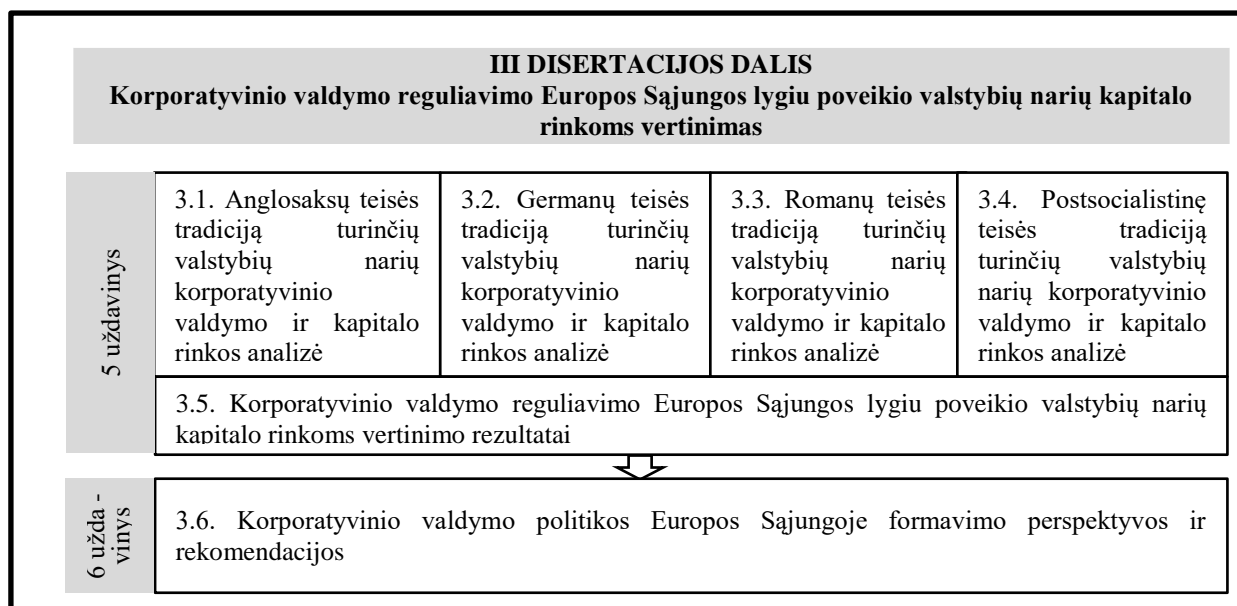 III DISERTACIJOS DALIS
Korporatyvinio valdymo reguliavimo Europos Sąjungos lygiu poveikio valstybių narių kapitalo
rinkoms vertinimas
5 uždavinys
3.1. Anglosaksų teisės
tradiciją turinčių
valstybių narių
korporatyvinio
valdymo ir kapitalo
rinkos analizė
3.2. Germanų teisės
tradiciją turinčių
valstybių narių
korporatyvinio
valdymo ir kapitalo
rinkos analizė
3.3. Romanų teisės
tradiciją turinčių
valstybių narių
korporatyvinio
valdymo ir kapitalo
rinkos analizė
3.4. Postsocialistinę
teisės tradiciją
turinčių valstybių
narių korporatyvinio
valdymo ir kapitalo
rinkos analizė
3.5. Korporatyvinio valdymo reguliavimo Europos Sąjungos lygiu poveikio valstybių narių
kapitalo rinkoms vertinimo rezultatai
6 užda -
vinys
3.6. Korporatyvinio valdymo politikos Europos Sąjungoje formavimo perspektyvos ir
rekomendacijos